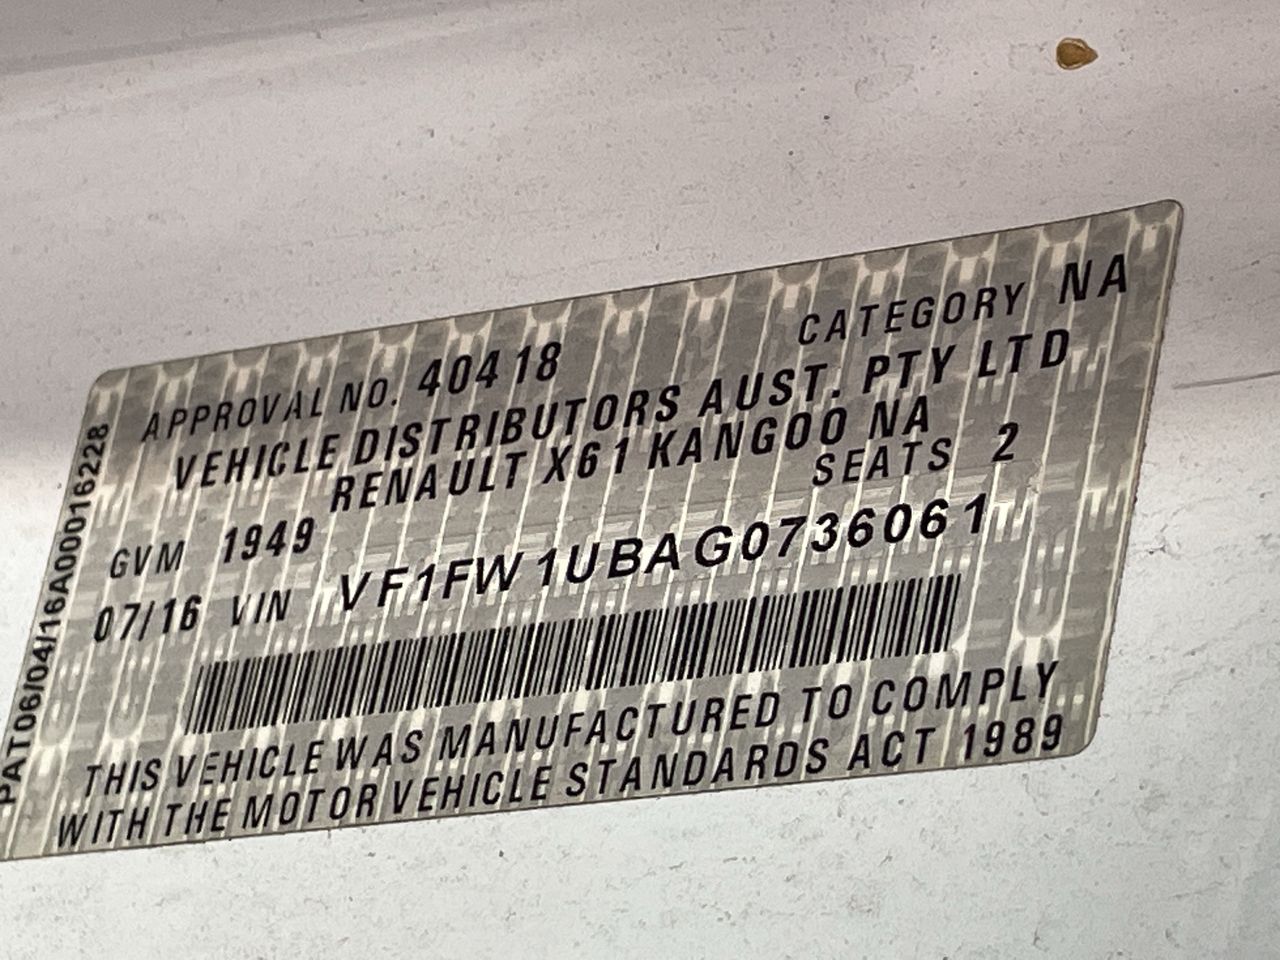 APPROVAL NO. 40418 CATEGORY NA
VEHICLE DISTRIBUTORS AUST. PTY LTD
RENAULT X61 KANGOO NA
GVM 1949 SEATS 2
07/16 VIN VF1FW1UBAG0736061
THIS VEHICLE WAS MANUFACTURED TO COMPLY
WITH THE MOTOR VEHICLE STANDARDS ACT 1989
PAT06/04/16A00016228